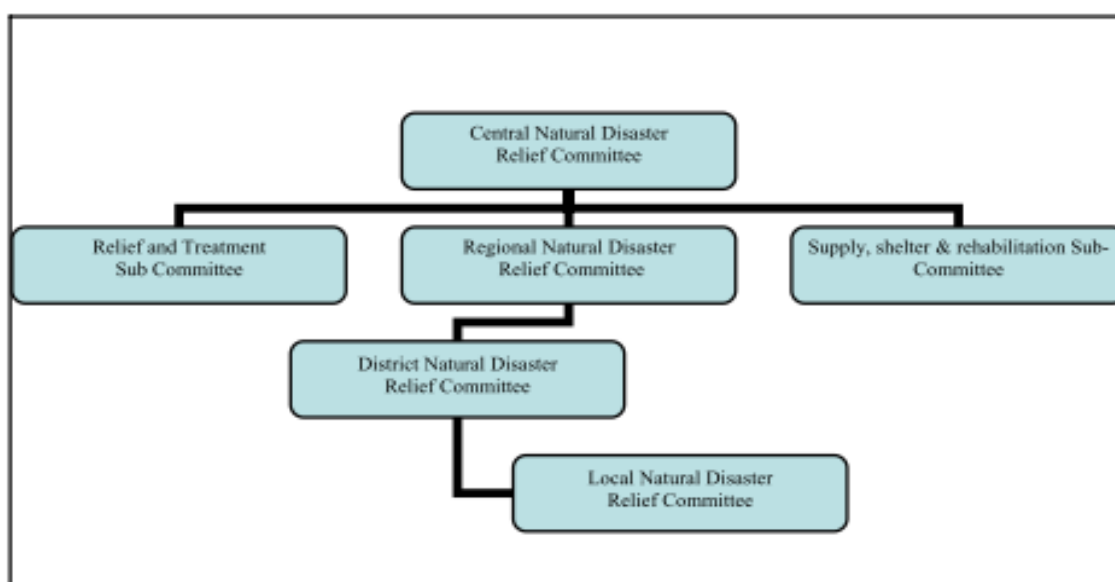 Central Natural Disaster
Relief Committee
Relief and Treatment
Sub Committee
Regional Natural Disaster
Relief Committee
Supply, shelter & rehabilitation Sub-
Committee
District Natural Disaster
Relief Committee
Local Natural Disaster
Relief Committee